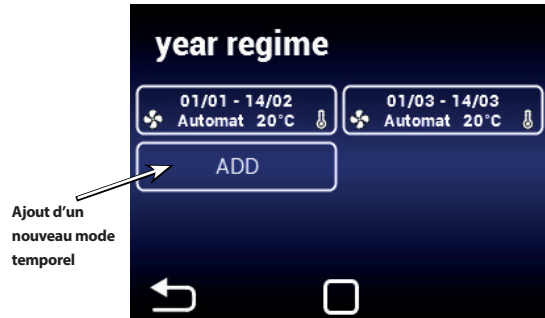 year regime
01/01 - 14/02
Automat 20°C
01/03 - 14/03
Automat 20°C
ADD
Ajout d'un
nouveau mode
temporel